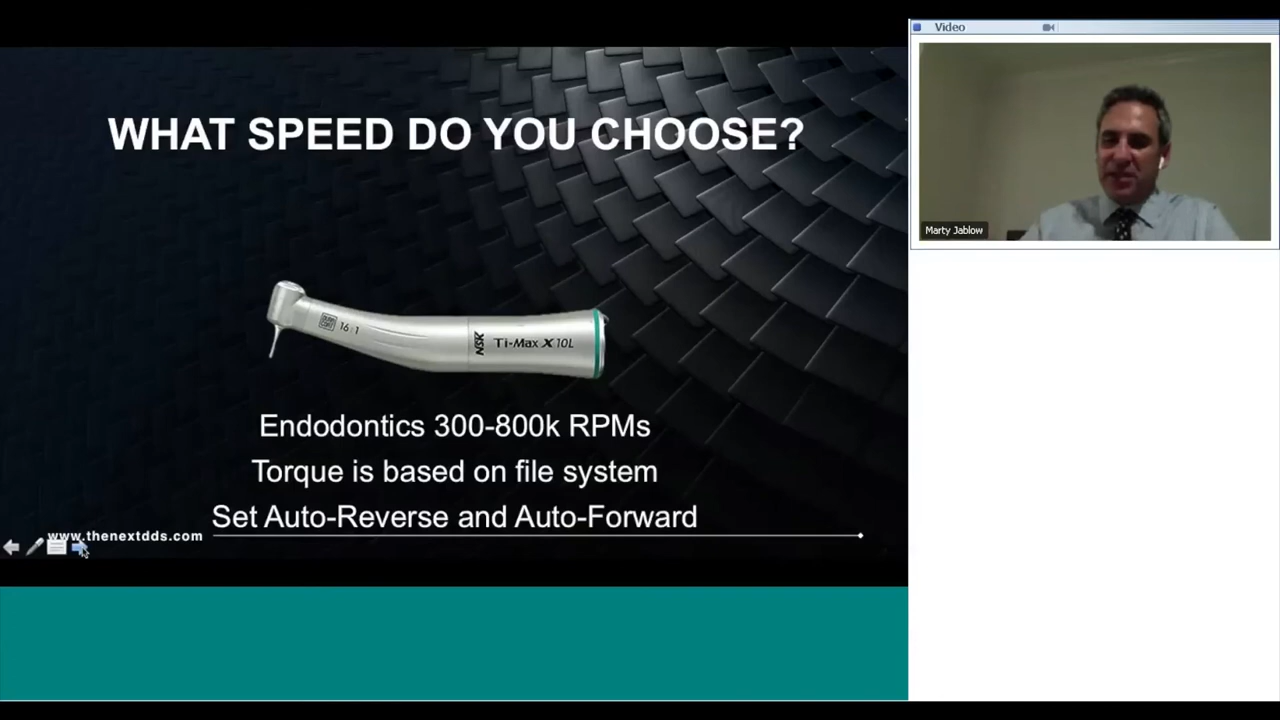 Video
WHAT SPEED DO YOU CHOOSE?
Marty Jablow
16:1
NSK
Ti-Max X 10L
Endodontics 300-800k RPMs
Torque is based on file system
Set Auto-Reverse and Auto-Forward
www.thenextdds.com